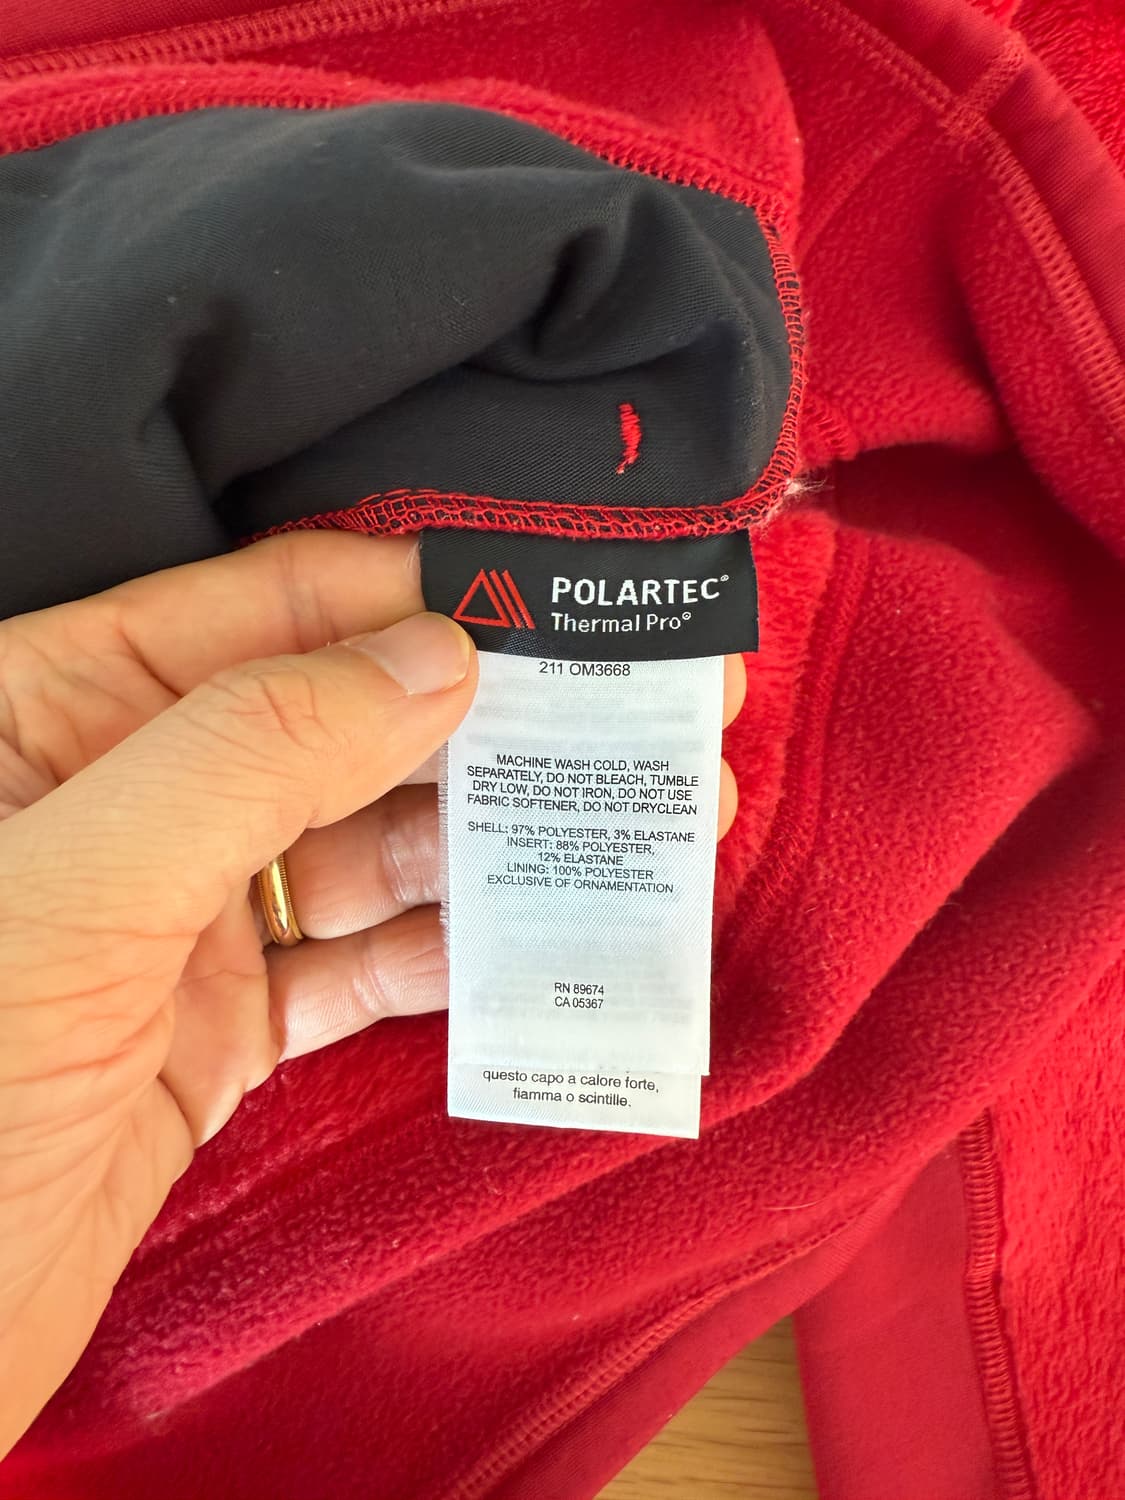 POLARTEC®
Thermal Pro®
211 OM3668
MACHINE WASH COLD, WASH
SEPARATELY, DO NOT BLEACH, TUMBLE
DRY LOW, DO NOT IRON, DO NOT USE
FABRIC SOFTENER, DO NOT DRYCLEAN
SHELL: 97% POLYESTER, 3% ELASTANE
INSERT: 88% POLYESTER,
12% ELASTANE
LINING: 100% POLYESTER
EXCLUSIVE OF ORNAMENTATION
RN 89674
CA 05367
questo capo a calore forte,
fiamma o scintille.